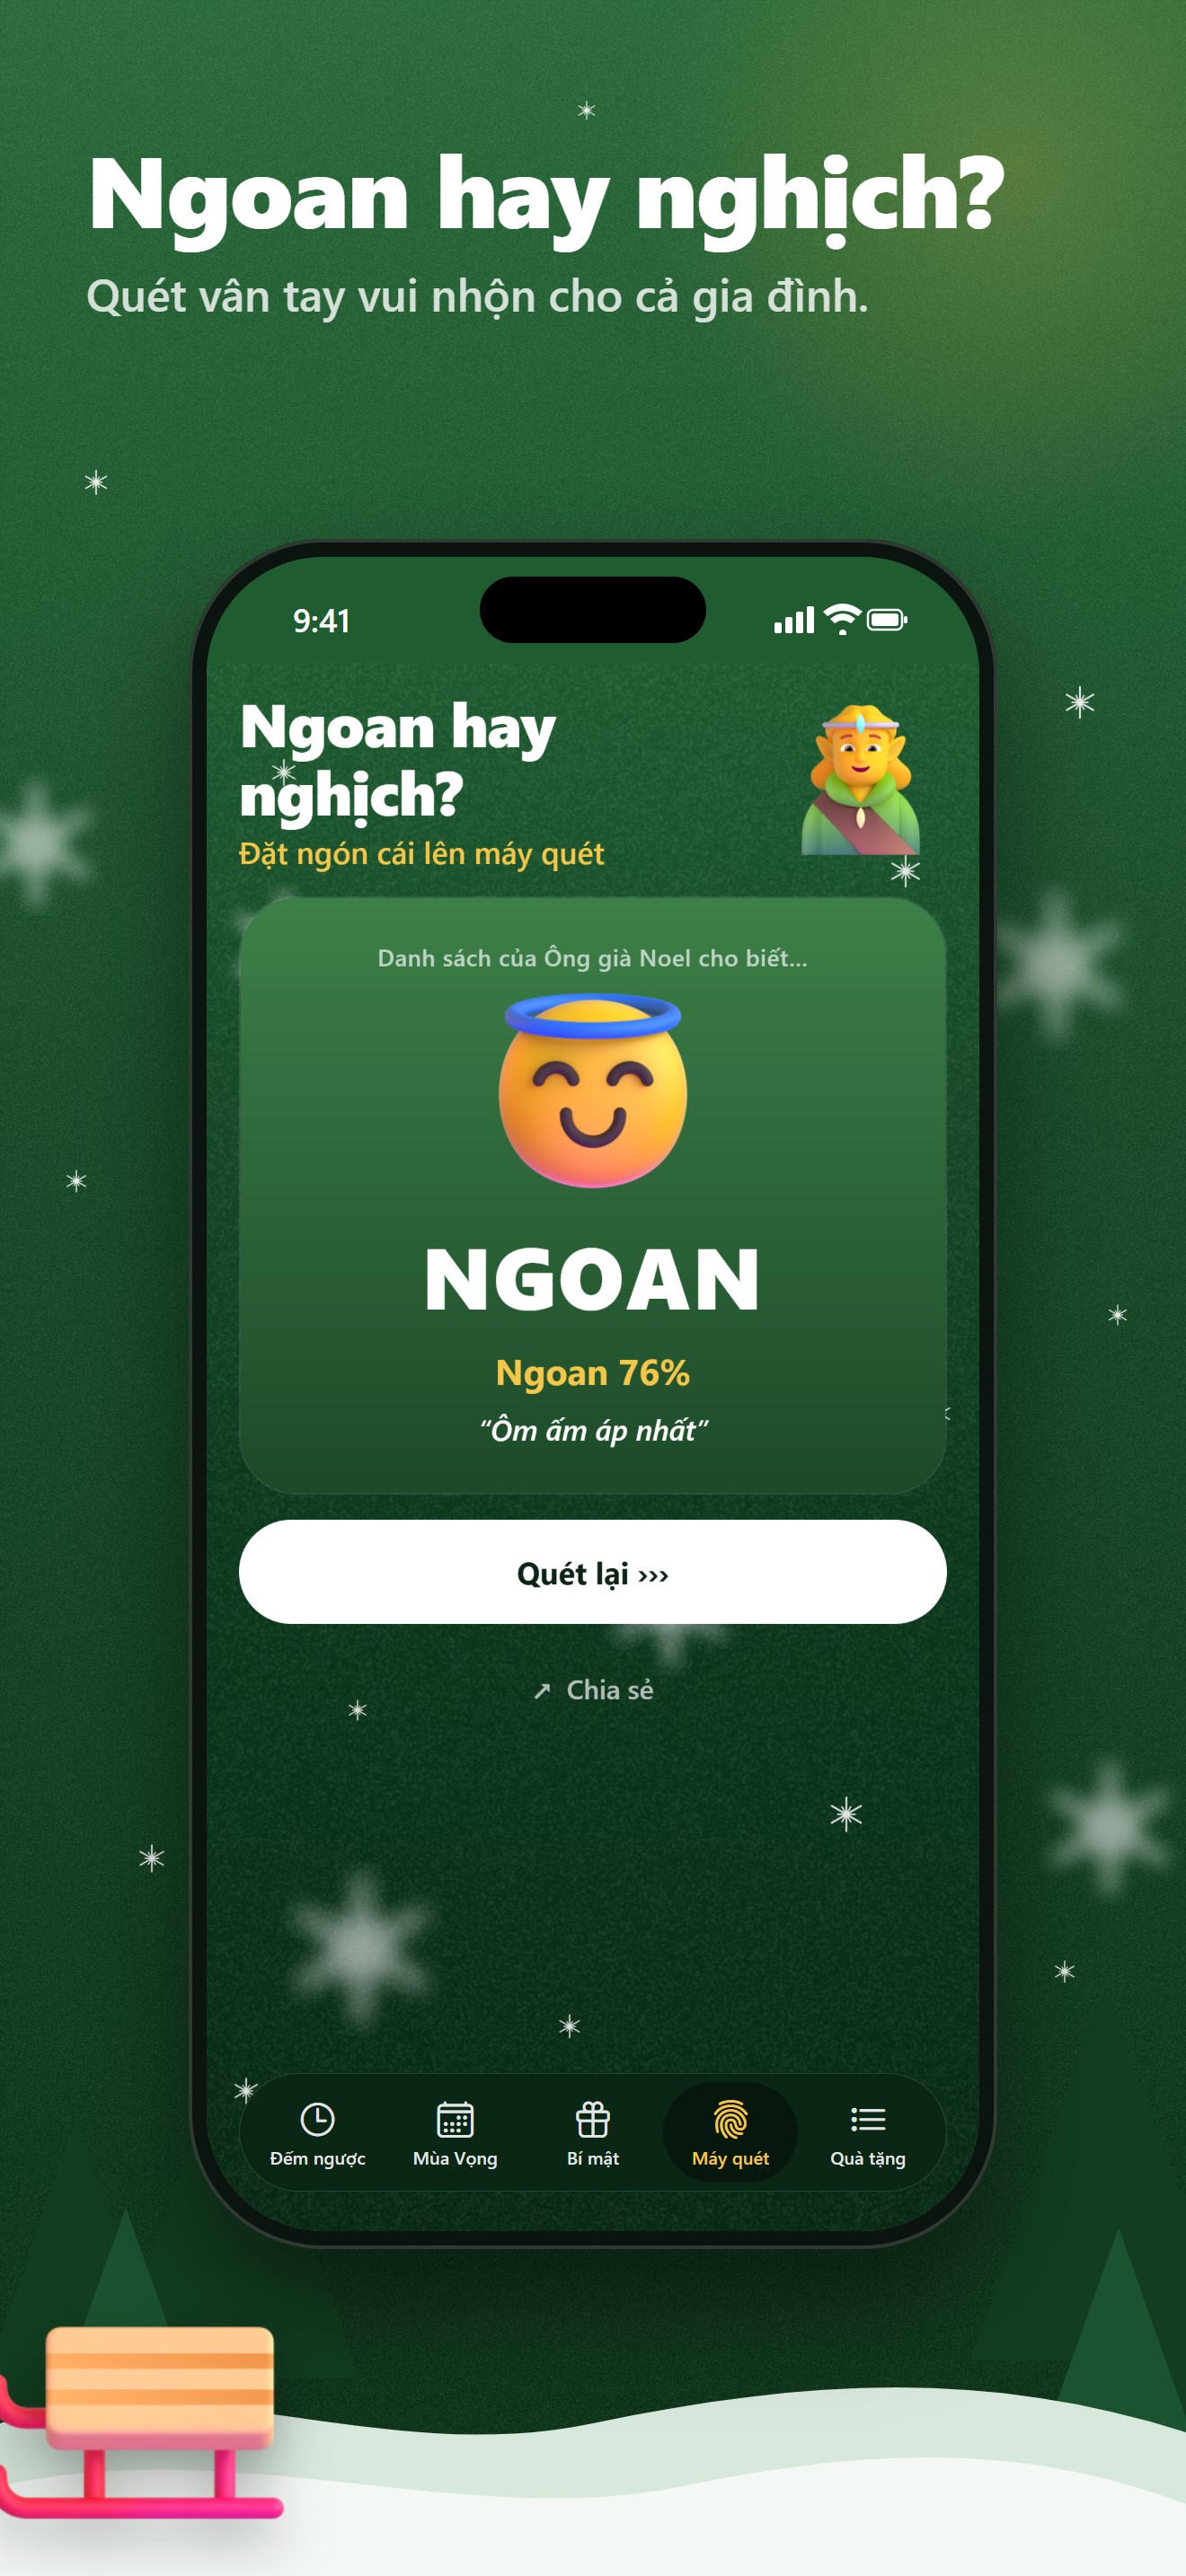 Ngoan hay nghịch?
Quét vân tay vui nhộn cho cả gia đình.
9:41
Ngoan hay
nghịch?
Đặt ngón cái lên máy quét
Danh sách của Ông già Noel cho biết...
NGOAN
Ngoan 76%
“Ôm ấm áp nhất”
Quét lại ›››
↗ Chia sẻ
Đếm ngược
Mùa Vọng
Bí mật
Máy quét
Quà tặng